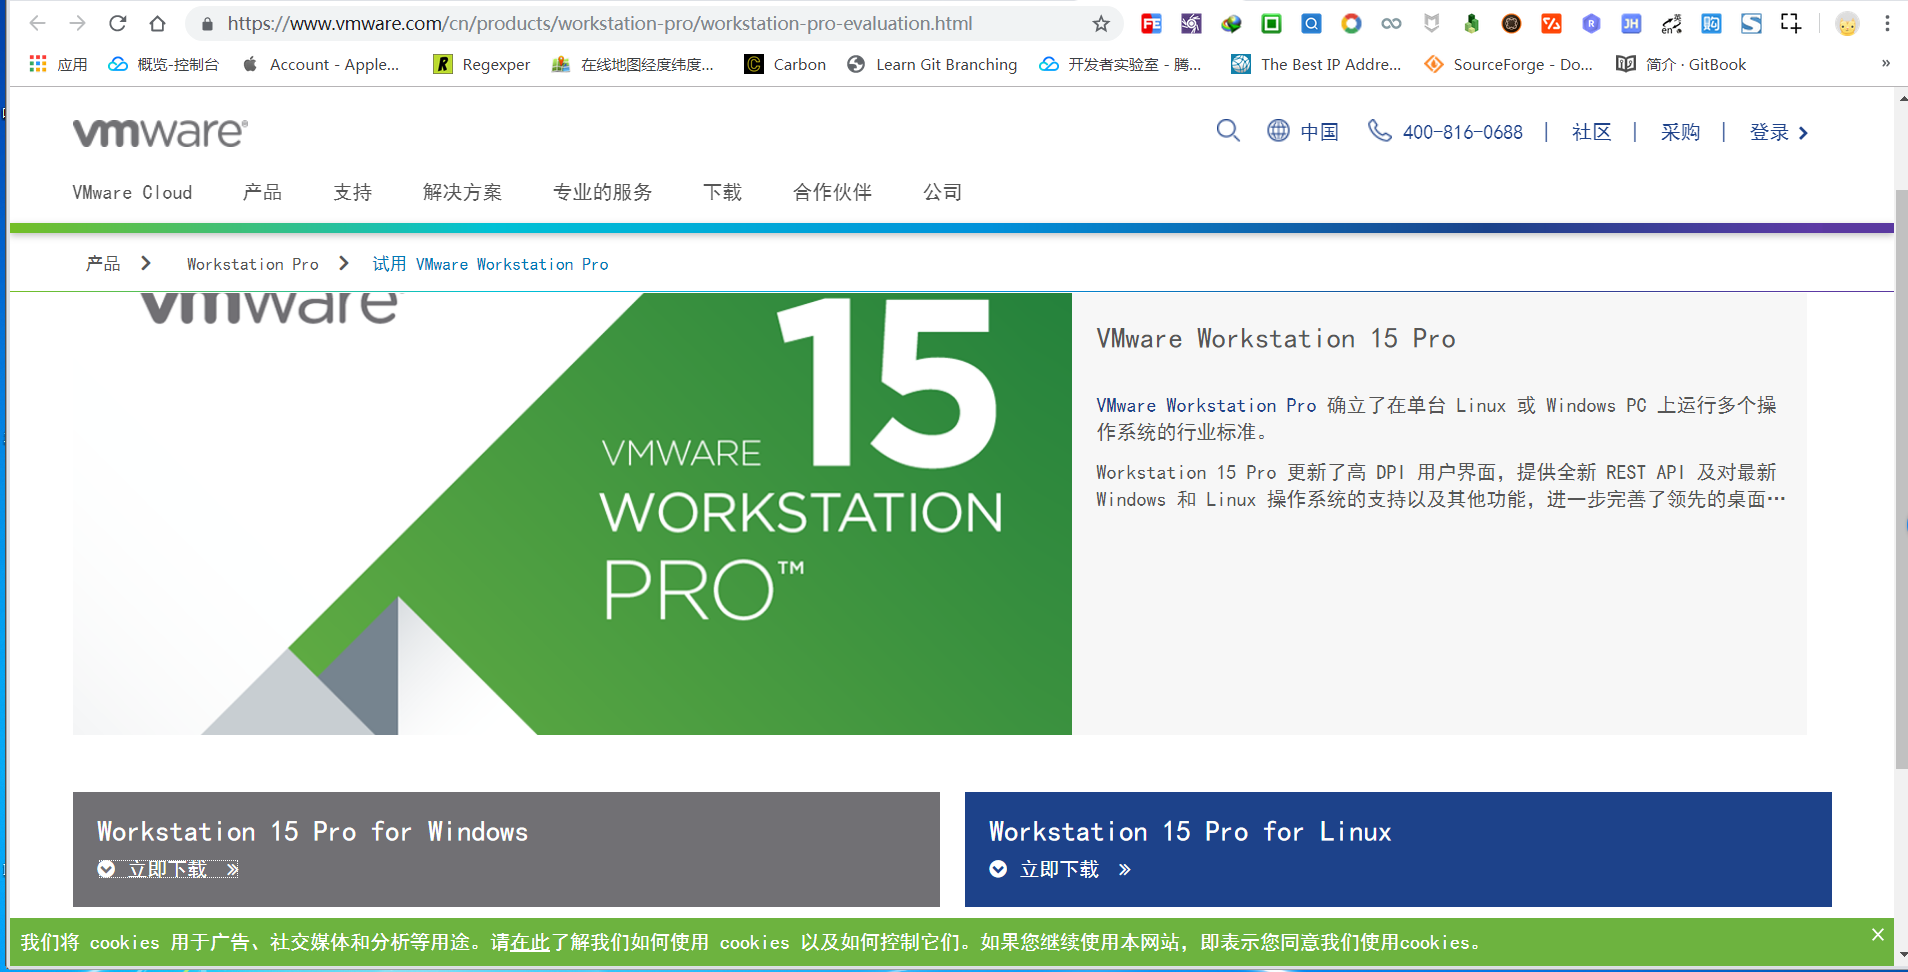 https://www.vmware.com/cn/products/workstation-pro/workstation-pro-evaluation.html
应用 概览-控制台 Account - Apple... Regexper 在线地图经度纬度... Carbon Learn Git Branching 开发者实验室 - 腾... The Best IP Addre... SourceForge - Do... 简介 · GitBook »
vmware®
中国 400-816-0688 | 社区 | 采购 | 登录
VMware Cloud 产品 支持 解决方案 专业的服务 下载 合作伙伴 公司
产品 Workstation Pro 试用 VMware Workstation Pro
vmware
15
VMWARE
WORKSTATION
PRO™
VMware Workstation 15 Pro
VMware Workstation Pro 确立了在单台 Linux 或 Windows PC 上运行多个操
作系统的行业标准。
Workstation 15 Pro 更新了高 DPI 用户界面，提供全新 REST API 及对最新
Windows 和 Linux 操作系统的支持以及其他功能，进一步完善了领先的桌面…
Workstation 15 Pro for Windows
立即下载 »
Workstation 15 Pro for Linux
立即下载 »
我们将 cookies 用于广告、社交媒体和分析等用途。请在此了解我们如何使用 cookies 以及如何控制它们。如果您继续使用本网站，即表示您同意我们使用cookies。